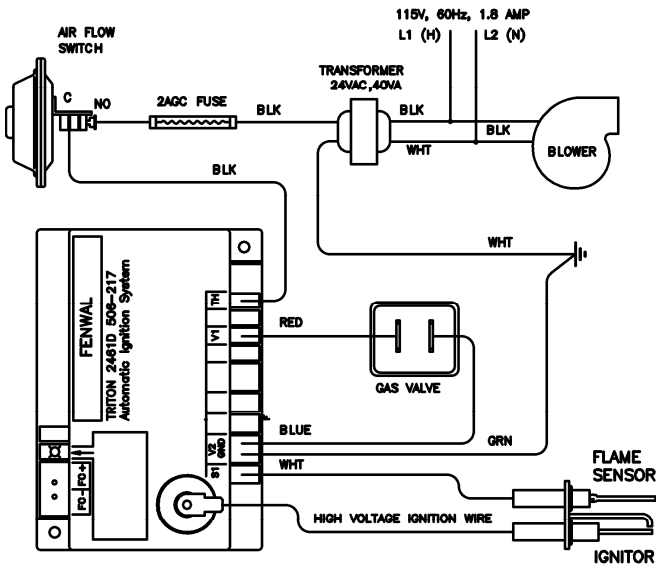 115V, 60Hz, 1.8 AMP
L1 (H) L2 (N)
AIR FLOW
SWITCH
TRANSFORMER
24VAC,40VA
C
NO
2AGC FUSE
BLK
BLK
BLK
WHT
BLOWER
BLK
WHT
FENWAL
TRITON 2461D 506-217
Automatic Ignition System
TH
V1
RED
GAS VALVE
BLUE
V2
GND
GRN
S1
WHT
FLAME
SENSOR
FC- FC+
HIGH VOLTAGE IGNITION WIRE
IGNITOR